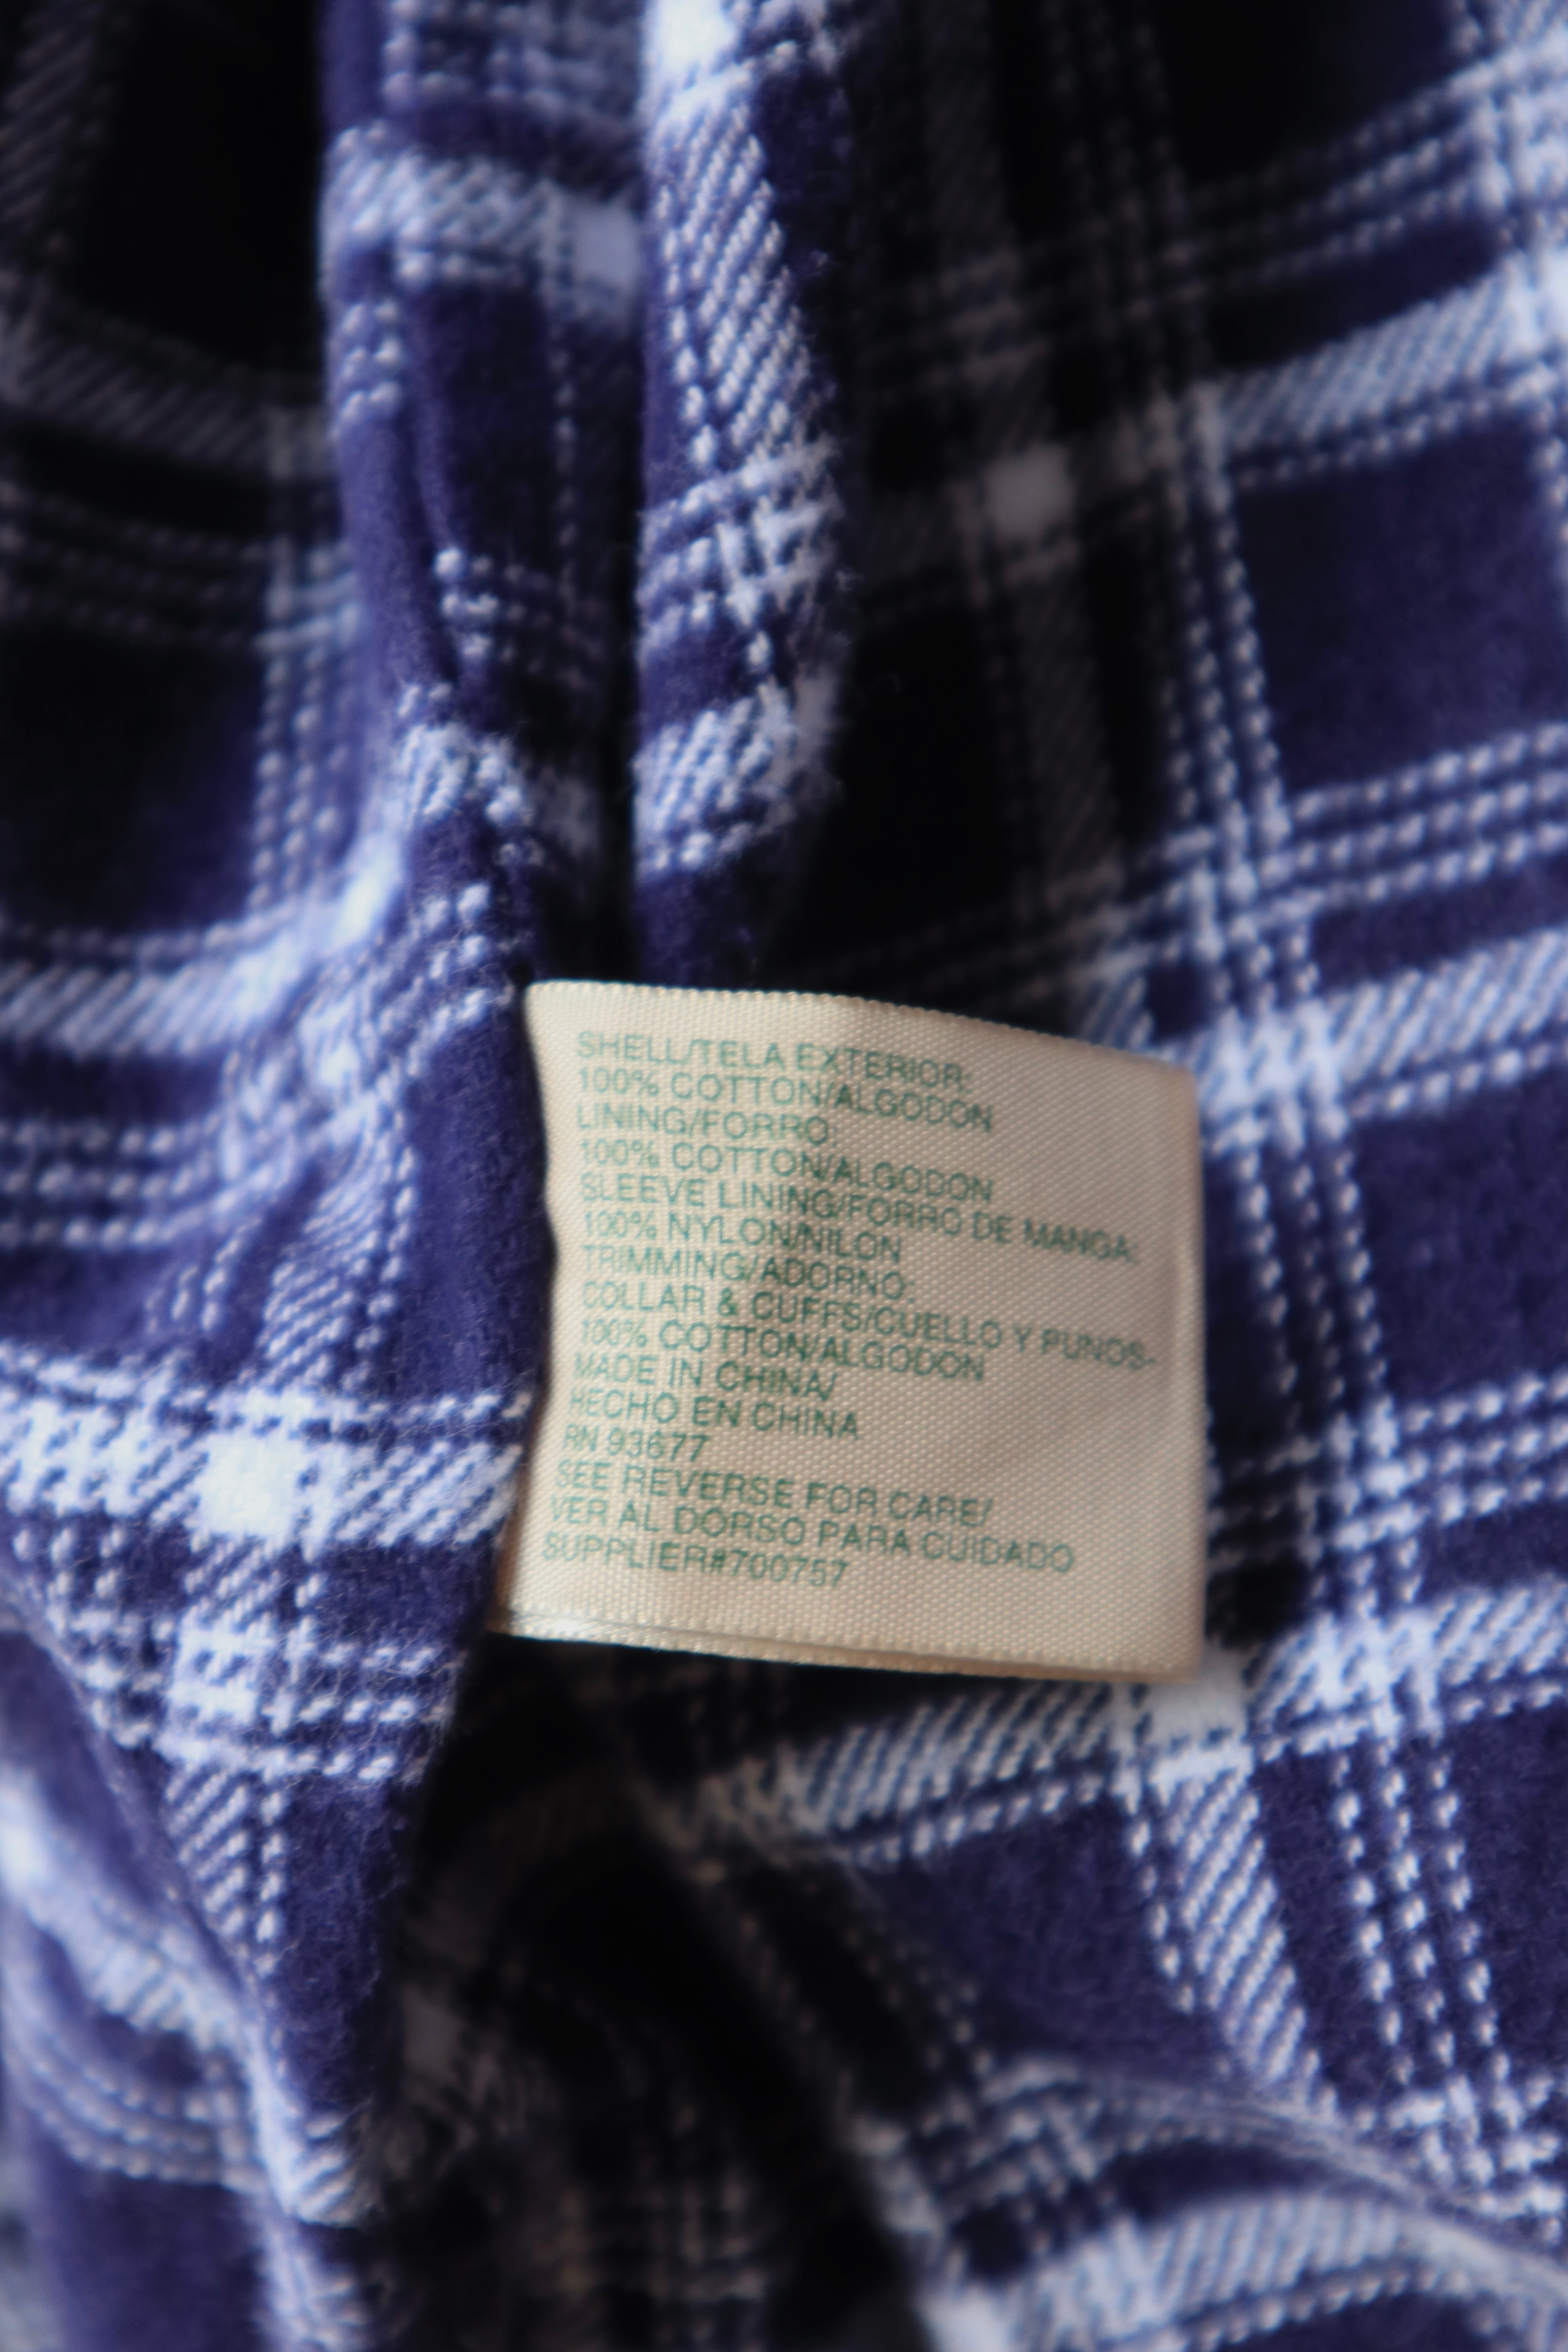 SHELL/TELA EXTERIOR:
100% COTTON/ALGODON
LINING/FORRO:
100% COTTON/ALGODON
SLEEVE LINING/FORRO DE MANGA:
100% NYLON/NILON
TRIMMING/ADORNO:
COLLAR & CUFFS/CUELLO Y PUNOS-
100% COTTON/ALGODON
MADE IN CHINA/
HECHO EN CHINA
RN 93677
SEE REVERSE FOR CARE/
VER AL DORSO PARA CUIDADO
SUPPLIER#700757